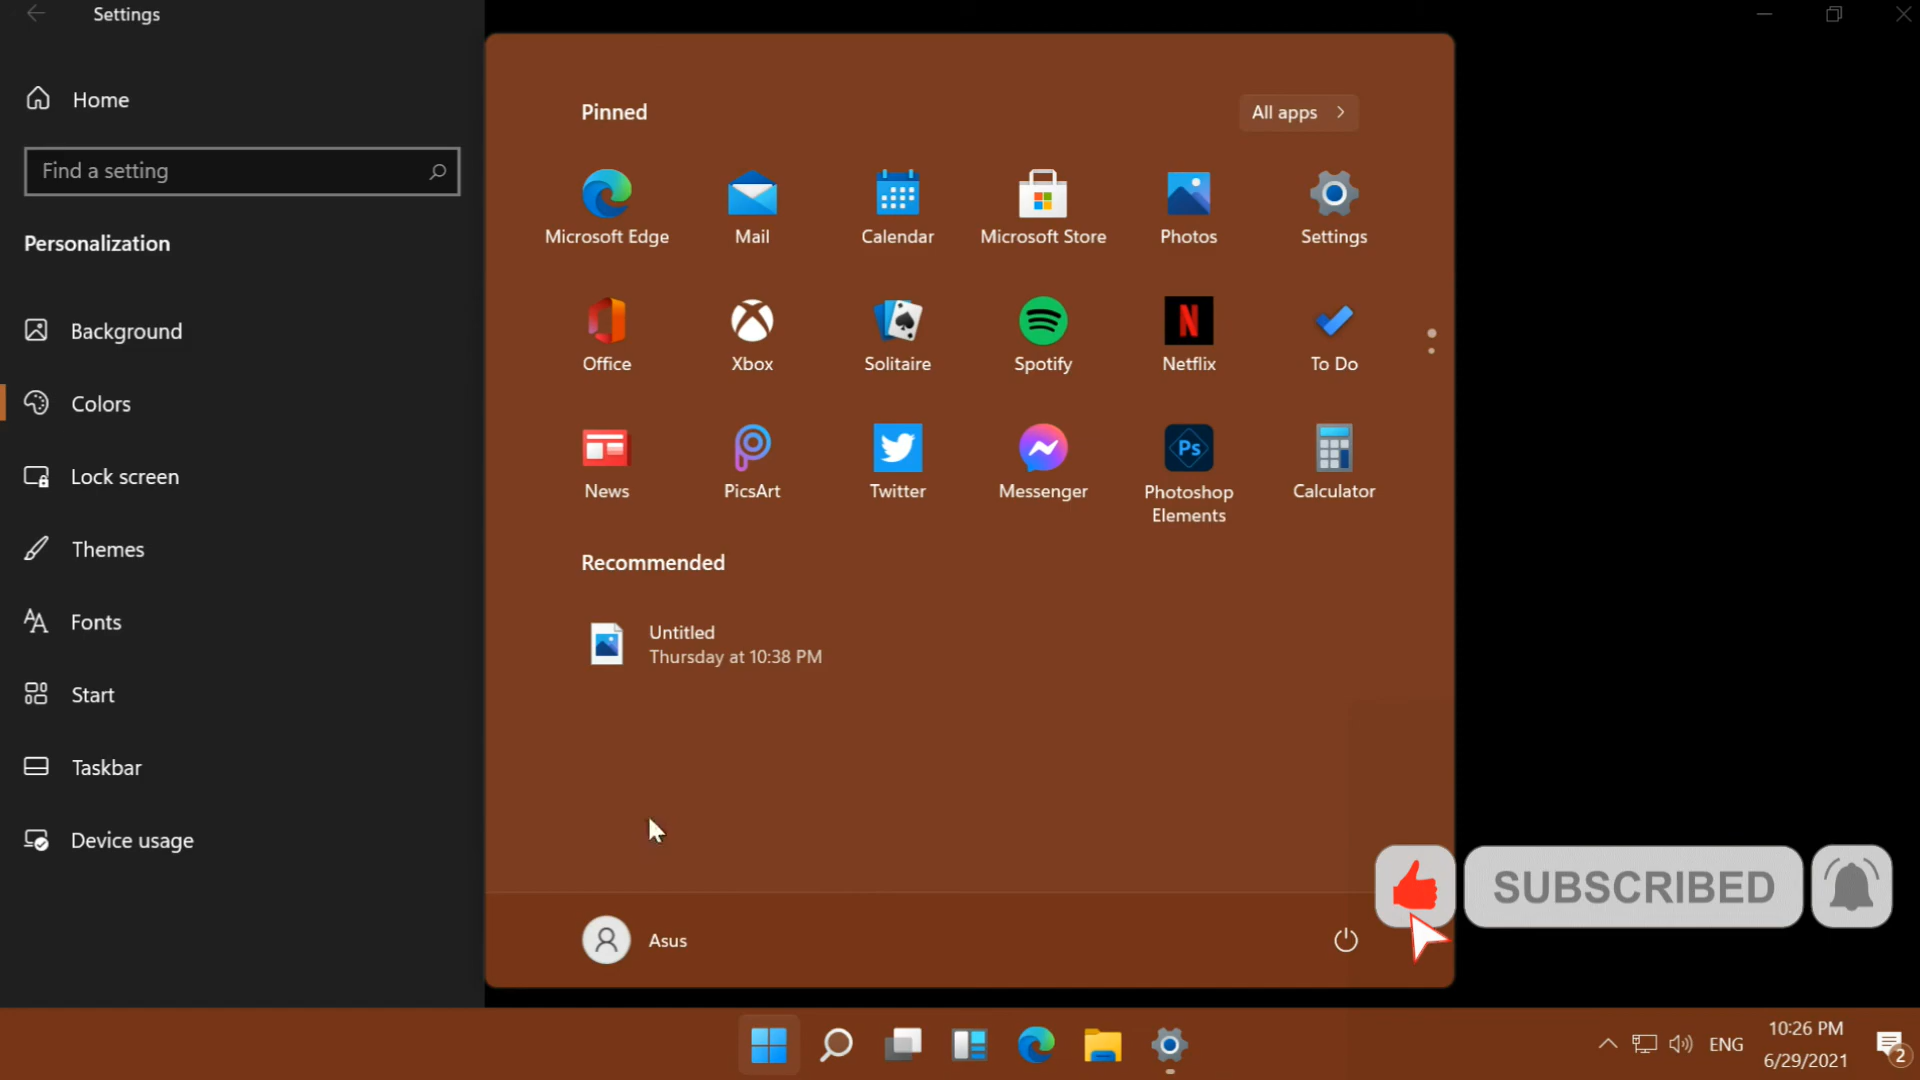 Settings
Home
Find a setting
Personalization
Background
Colors
Lock screen
Themes
Fonts
Start
Taskbar
Device usage
Pinned
All apps
Microsoft Edge
Mail
Calendar
Microsoft Store
Photos
Settings
Office
Xbox
Solitaire
Spotify
Netflix
To Do
News
PicsArt
Twitter
Messenger
Ps
Photoshop
Elements
Calculator
Recommended
Untitled
Thursday at 10:38 PM
Asus
SUBSCRIBED
ENG
10:26 PM
6/29/2021
2